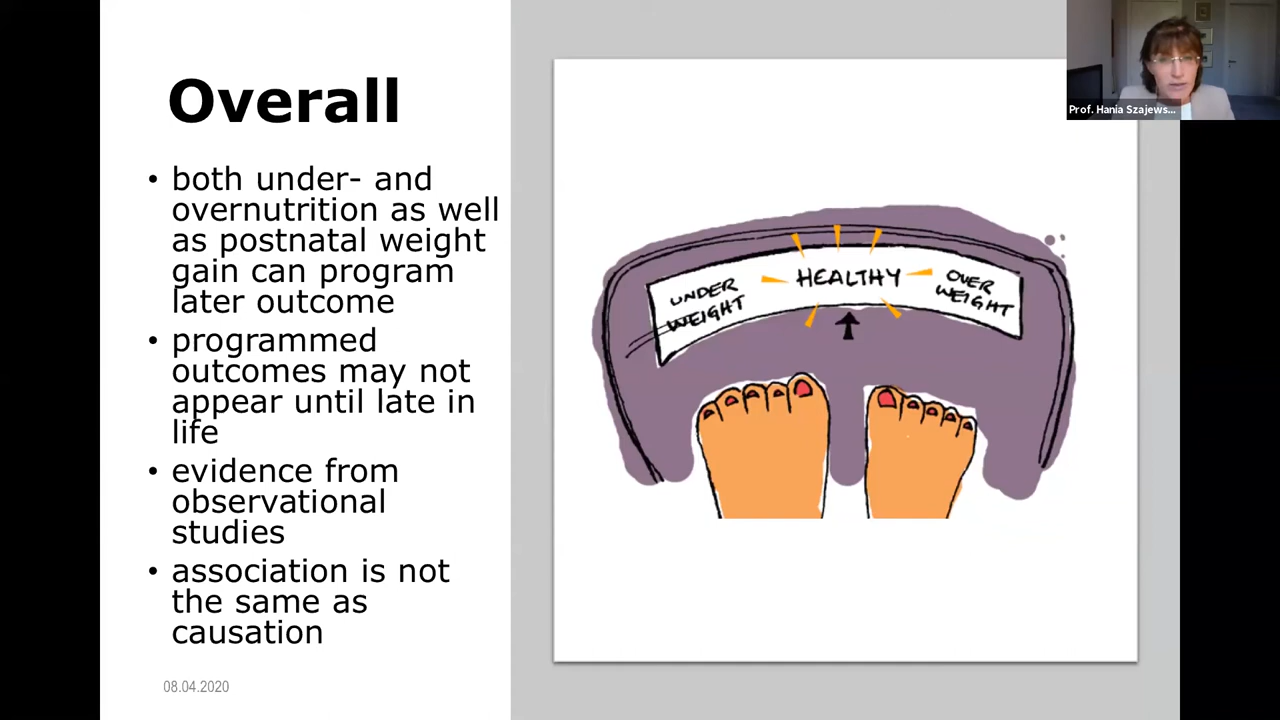 Overall
• both under- and
overnutrition as well
as postnatal weight
gain can program
later outcome
• programmed
outcomes may not
appear until late in
life
• evidence from
observational
studies
• association is not
the same as
causation
08.04.2020
UNDER
WEIGHT
HEALTHY
OVER
WEIGHT
Prof. Hania Szajews...